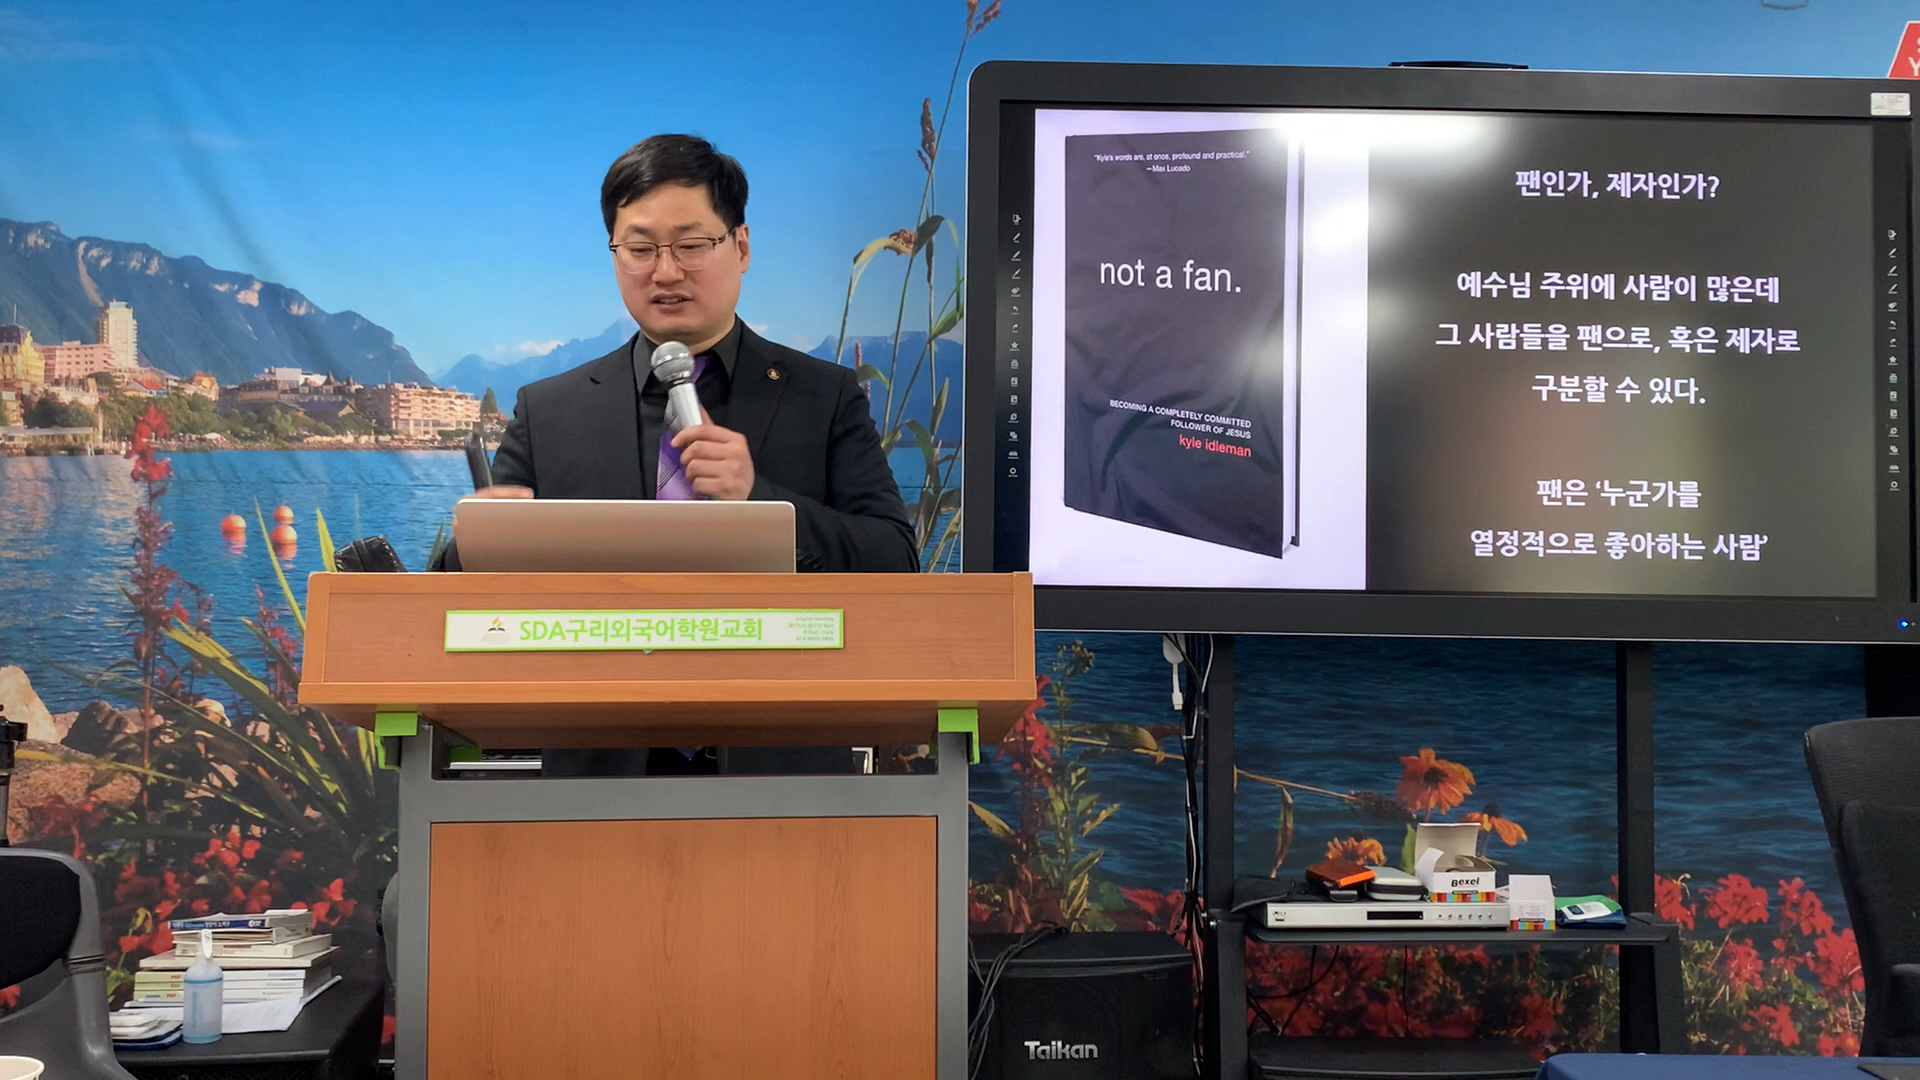 "Kyle's words are, at once, profound and practical."
—Max Lucado
not a fan.
BECOMING A COMPLETELY COMMITTED
FOLLOWER OF JESUS
kyle idleman
팬인가, 제자인가?
예수님 주위에 사람이 많은데
그 사람들을 팬으로, 혹은 제자로
구분할 수 있다.
팬은 ‘누군가를
열정적으로 좋아하는 사람’
SDA구리외국어학원교회
Bexel
Taikan